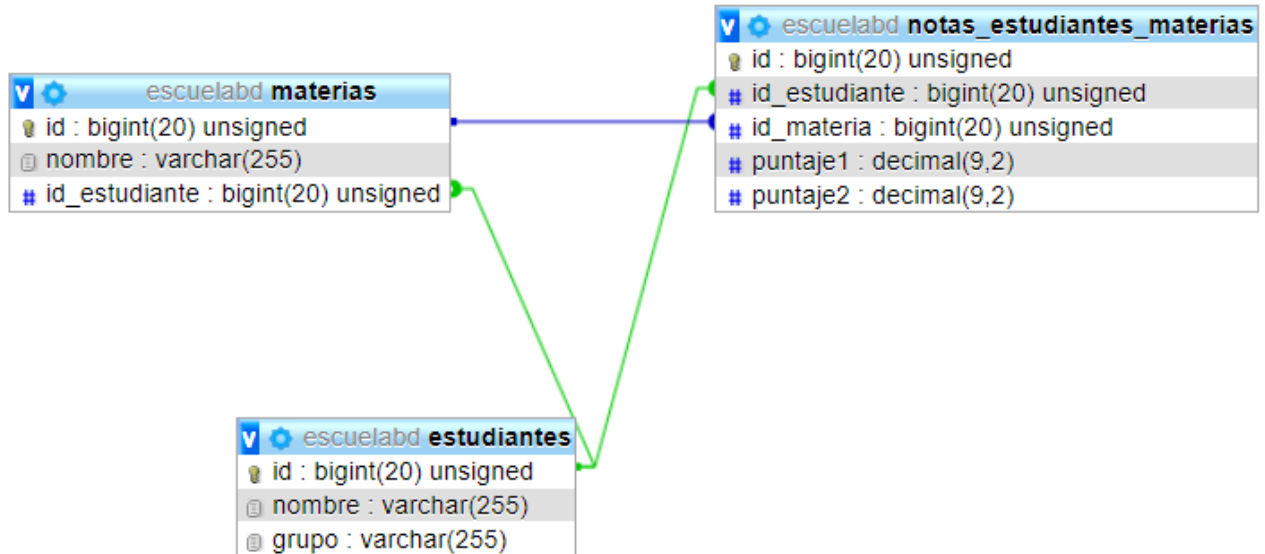 escuelabd notas_estudiantes_materias
id : bigint(20) unsigned
id_estudiante : bigint(20) unsigned
id_materia : bigint(20) unsigned
puntaje1 : decimal(9,2)
puntaje2 : decimal(9,2)
escuelabd materias
id : bigint(20) unsigned
nombre : varchar(255)
id_estudiante : bigint(20) unsigned
escuelabd estudiantes
id : bigint(20) unsigned
nombre : varchar(255)
grupo : varchar(255)